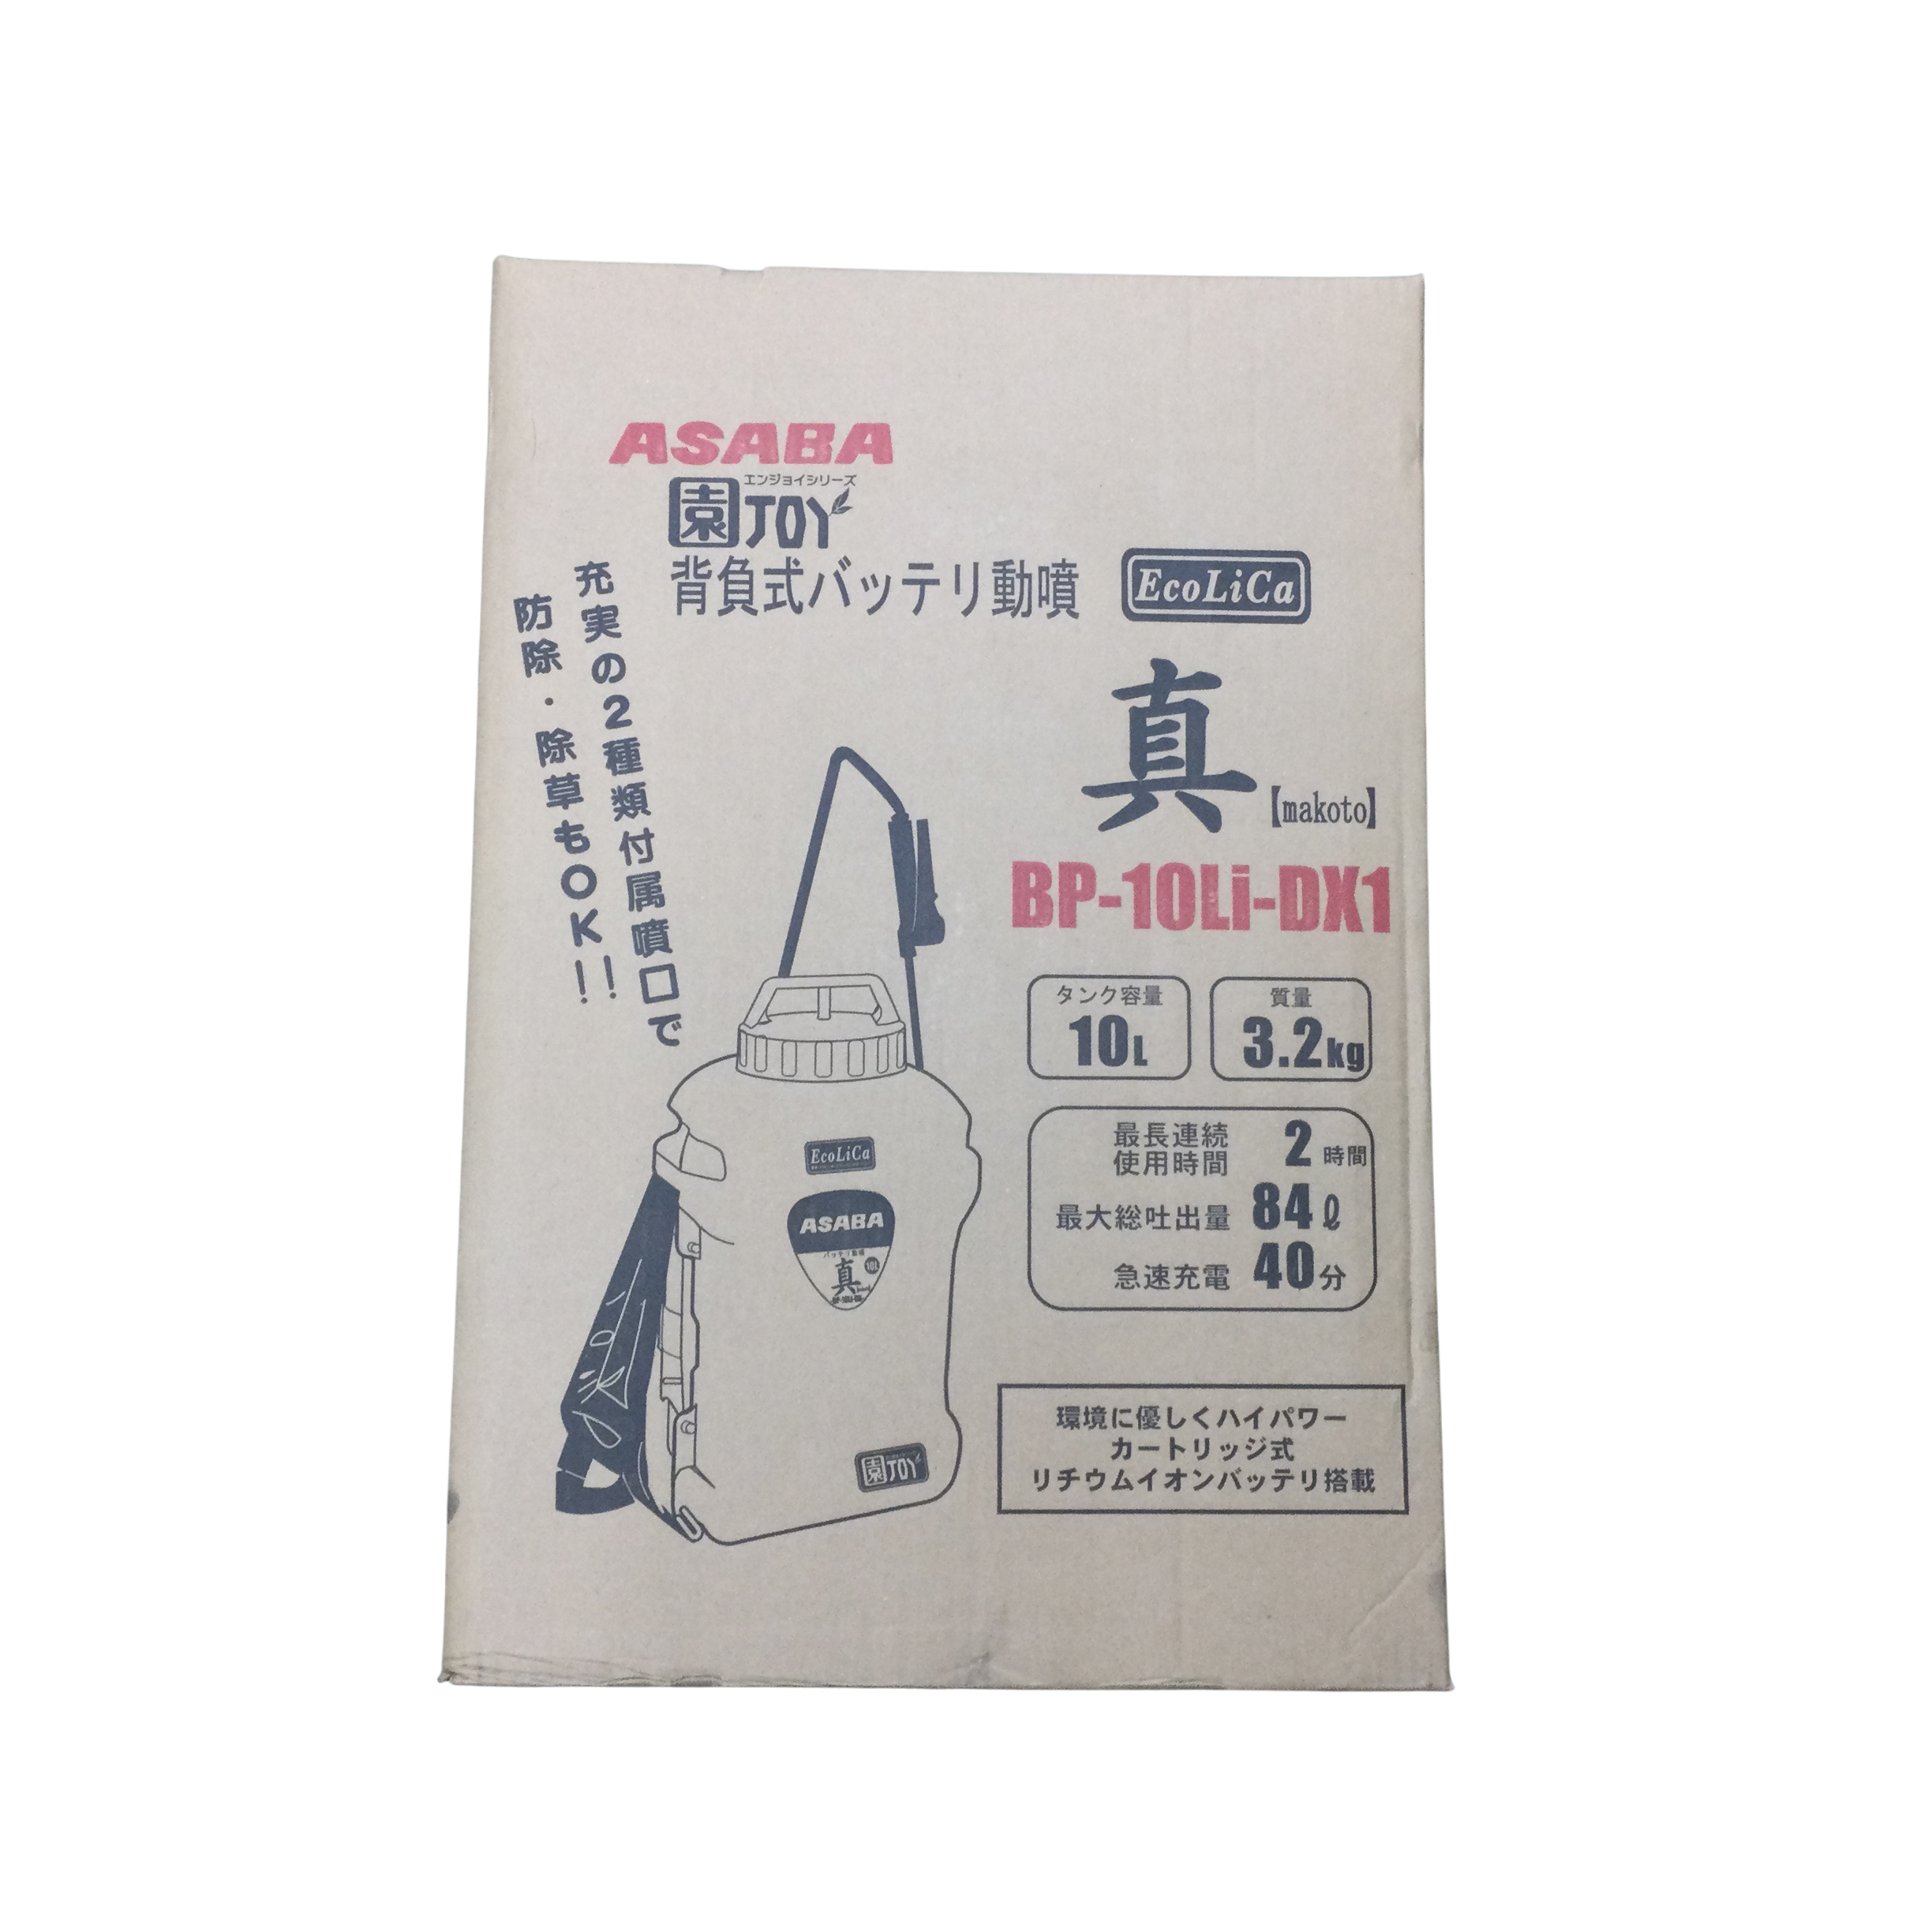 ASABA
エンジョイシリーズ
園JOY
背負式バッテリ動噴
EcoLiCa
充実の2種類付属噴口で
防除・除草もOK!!
真
【makoto】
BP-10Li-DX1
タンク容量
10L
質量
3.2kg
最長連続
使用時間
2時間
最大総吐出量 84ℓ
急速充電 40分
環境に優しくハイパワー
カートリッジ式
リチウムイオンバッテリ搭載
EcoLiCa
ASABA
バッテリ動噴
真
10L
園JOY